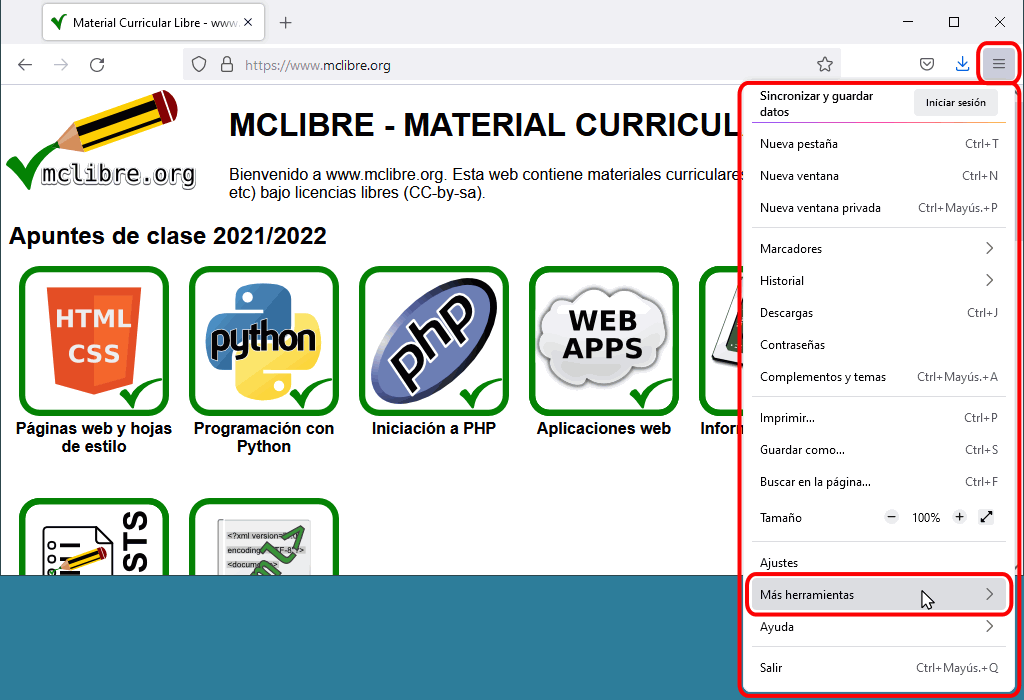 Material Curricular Libre - www.
https://www.mclibre.org
mclibre.org
MCLIBRE - MATERIAL CURRICUL
Bienvenido a www.mclibre.org. Esta web contiene materiales curriculares
etc) bajo licencias libres (CC-by-sa).
Apuntes de clase 2021/2022
HTML
CSS
Páginas web y hojas
de estilo
python
Programación con
Python
php
Iniciación a PHP
WEB
APPS
Aplicaciones web
Inform
STS
<?xml version=
encoding
<docum
Sincronizar y guardar
datos
Iniciar sesión
Nueva pestaña Ctrl+T
Nueva ventana Ctrl+N
Nueva ventana privada Ctrl+Mayús.+P
Marcadores
Historial
Descargas Ctrl+J
Contraseñas
Complementos y temas Ctrl+Mayús.+A
Imprimir... Ctrl+P
Guardar como... Ctrl+S
Buscar en la página... Ctrl+F
Tamaño − 100% +
Ajustes
Más herramientas
Ayuda
Salir Ctrl+Mayús.+Q